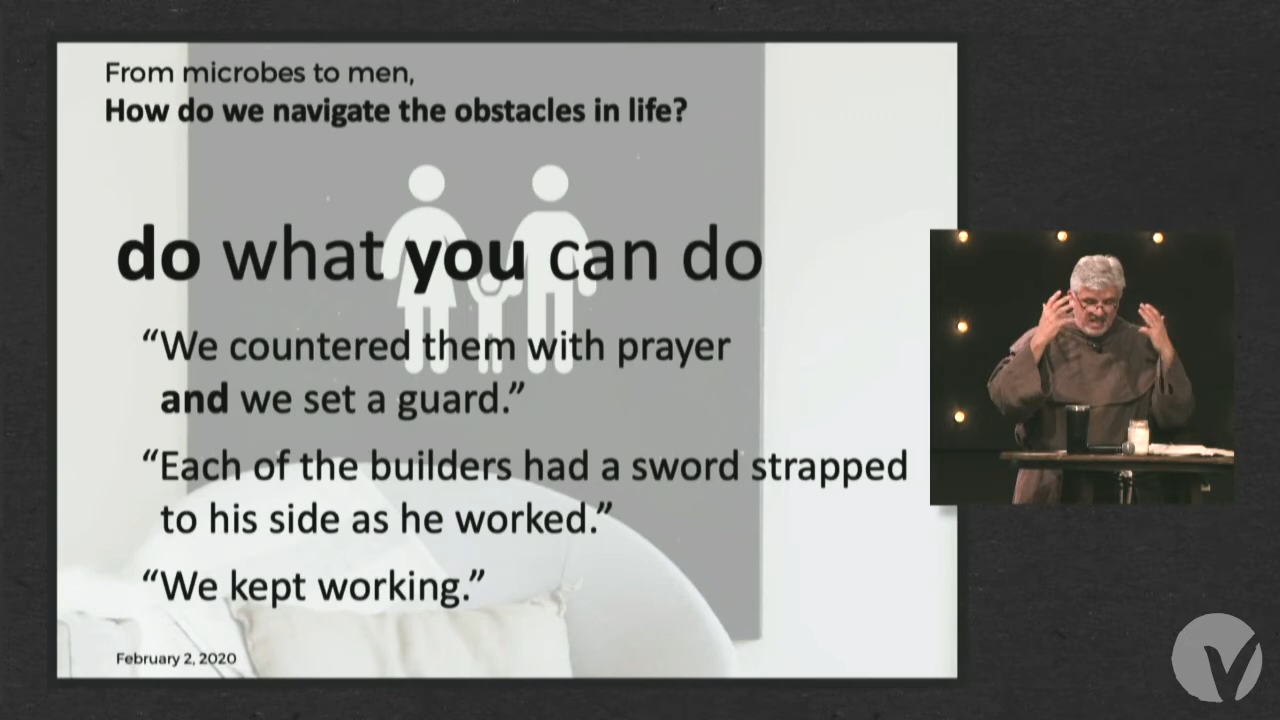 From microbes to men,
How do we navigate the obstacles in life?
do what you can do
“We countered them with prayer
and we set a guard.”
“Each of the builders had a sword strapped
to his side as he worked.”
“We kept working.”
February 2, 2020
V